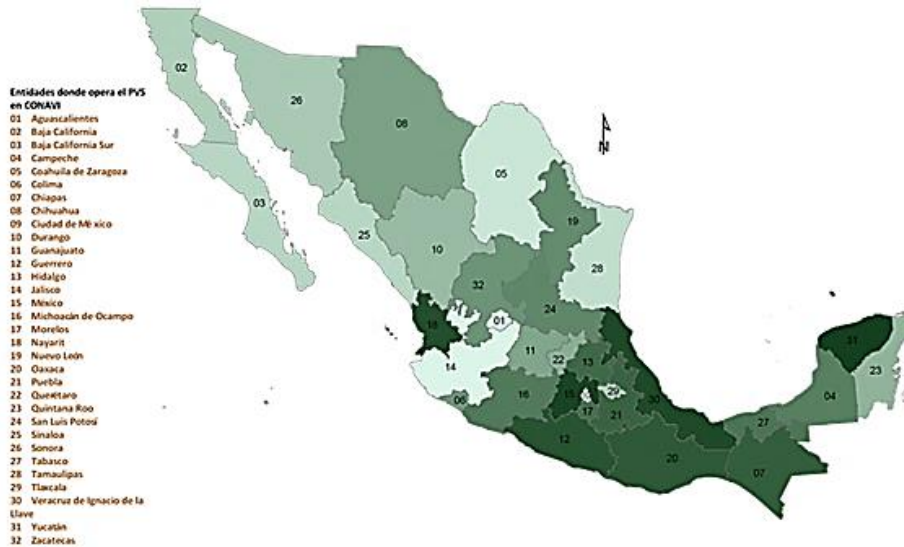 Entidades donde opera el PVS
en CONAVI
01 Aguascalientes
02 Baja California
03 Baja California Sur
04 Campeche
05 Coahuila de Zaragoza
06 Colima
07 Chiapas
08 Chihuahua
09 Ciudad de México
10 Durango
11 Guanajuato
12 Guerrero
13 Hidalgo
14 Jalisco
15 México
16 Michoacán de Ocampo
17 Morelos
18 Nayarit
19 Nuevo León
20 Oaxaca
21 Puebla
22 Querétaro
23 Quintana Roo
24 San Luis Potosí
25 Sinaloa
26 Sonora
27 Tabasco
28 Tamaulipas
29 Tlaxcala
30 Veracruz de Ignacio de la
Llave
31 Yucatán
32 Zacatecas
02
26
08
05
03
19
25
10
28
32
24
18
01
14
11
22
13
31
23
06
16
15
29
30
04
17
21
27
12
20
07
N